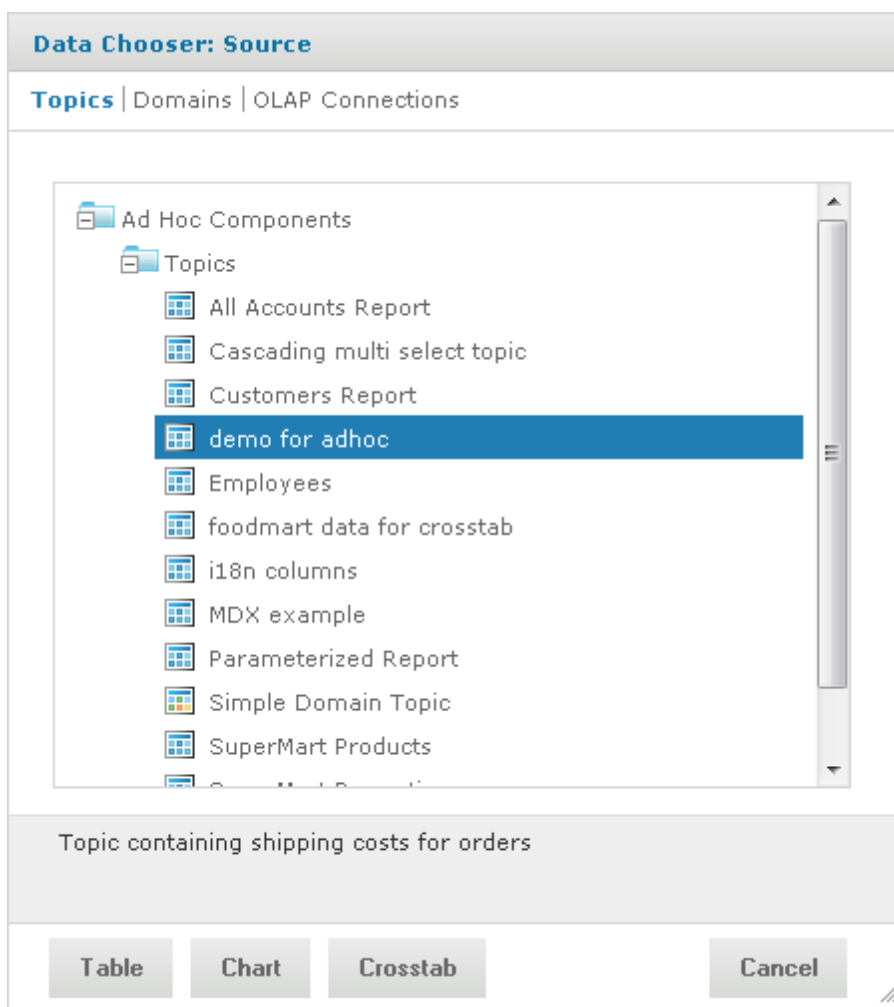 Data Chooser: Source
Topics | Domains | OLAP Connections
Ad Hoc Components
Topics
All Accounts Report
Cascading multi select topic
Customers Report
demo for adhoc
Employees
foodmart data for crosstab
i18n columns
MDX example
Parameterized Report
Simple Domain Topic
SuperMart Products
Topic containing shipping costs for orders
Table Chart Crosstab Cancel